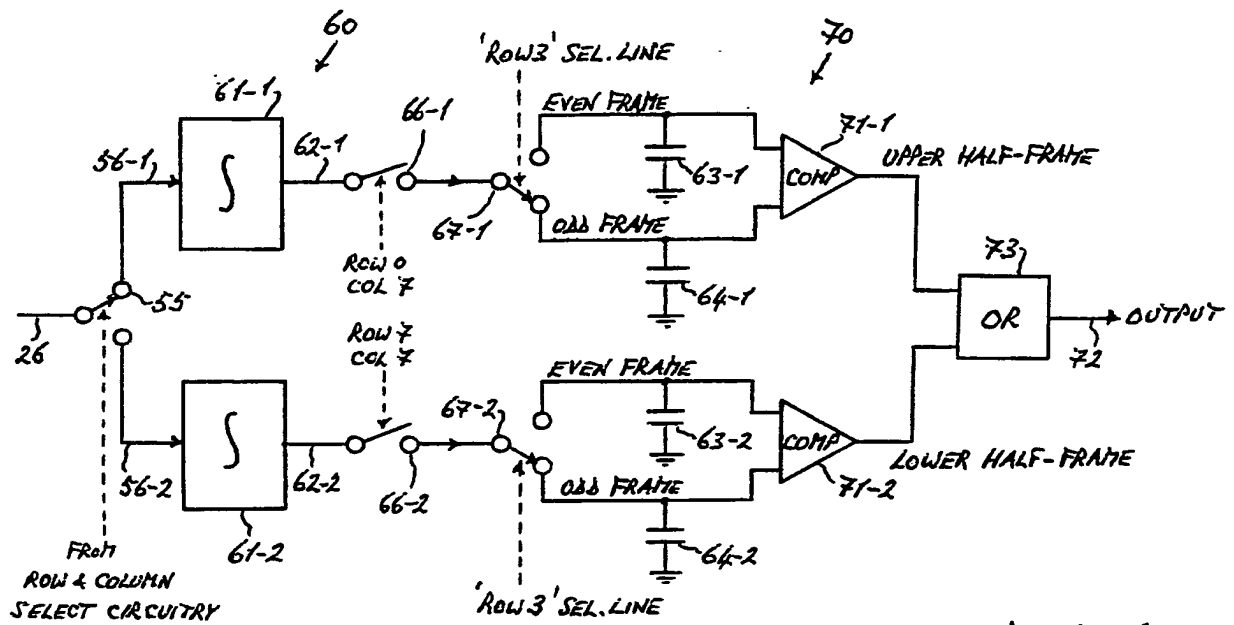 60
70
'ROW3' SEL. LINE
61-1
66-1
EVEN FRAME
71-1
56-1
62-1
∫
63-1
COMP
UPPER HALF-FRAME
67-1
ODD FRAME
ROW 0
COL 7
64-1
73
55
OR
OUTPUT
72
26
ROW 7
COL 7
EVEN FRAME
67-2
63-2
∫
COMP
LOWER HALF-FRAME
56-2
62-2
66-2
ODD FRAME
71-2
61-2
64-2
FROM
ROW & COLUMN
SELECT CIRCUITRY
'ROW3' SEL. LINE